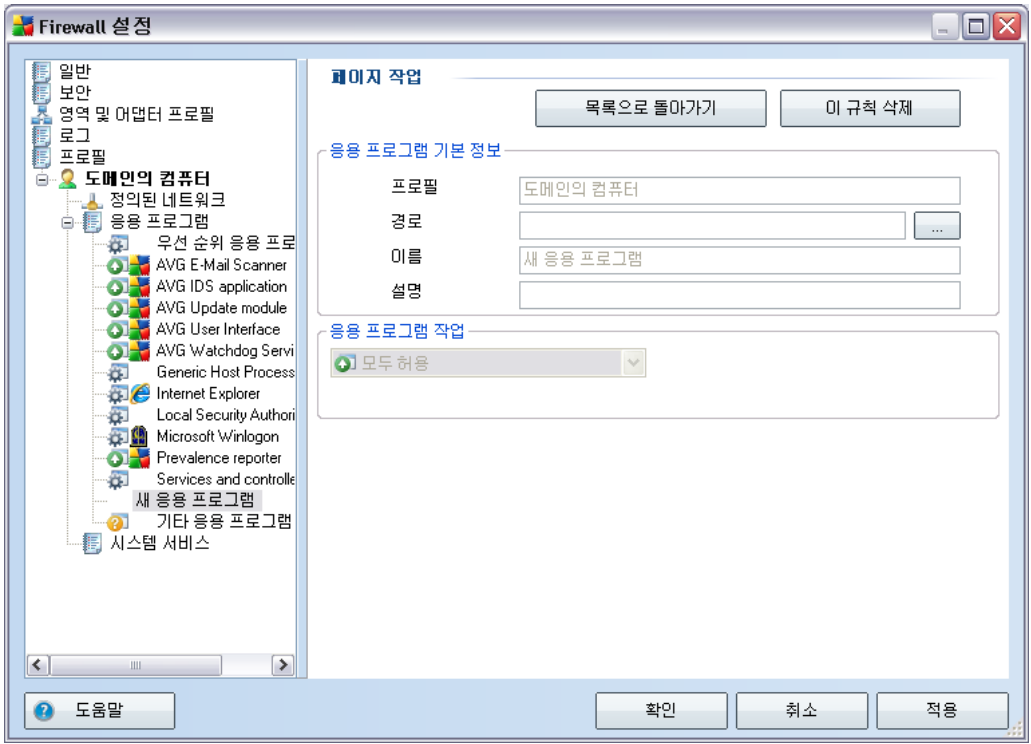 Firewall 설정
일반
보안
영역 및 어댑터 프로필
로그
프로필
도메인의 컴퓨터
정의된 네트워크
응용 프로그램
우선 순위 응용 프로
AVG E-Mail Scanner
AVG IDS application
AVG Update module
AVG User Interface
AVG Watchdog Servi
Generic Host Process
Internet Explorer
Local Security Authori
Microsoft Winlogon
Prevalence reporter
Services and controlle
새 응용 프로그램
기타 응용 프로그램
시스템 서비스
페이지 작업
목록으로 돌아가기
이 규칙 삭제
응용 프로그램 기본 정보
프로필
도메인의 컴퓨터
경로
...
이름
새 응용 프로그램
설명
응용 프로그램 작업
모두 허용
도움말
확인
취소
적용